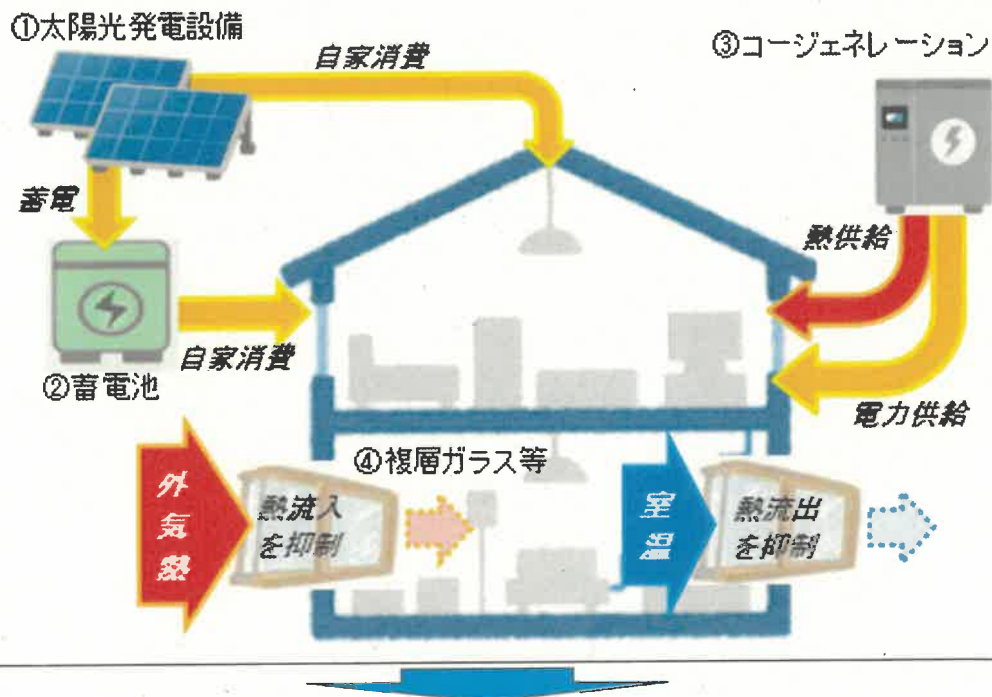 ①太陽光発電設備
自家消費
③コージェネレーション
蓄電
熱供給
自家消費
②蓄電池
電力供給
④複層ガラス等
外気熱
熱流入
を抑制
室温
熱流出
を抑制